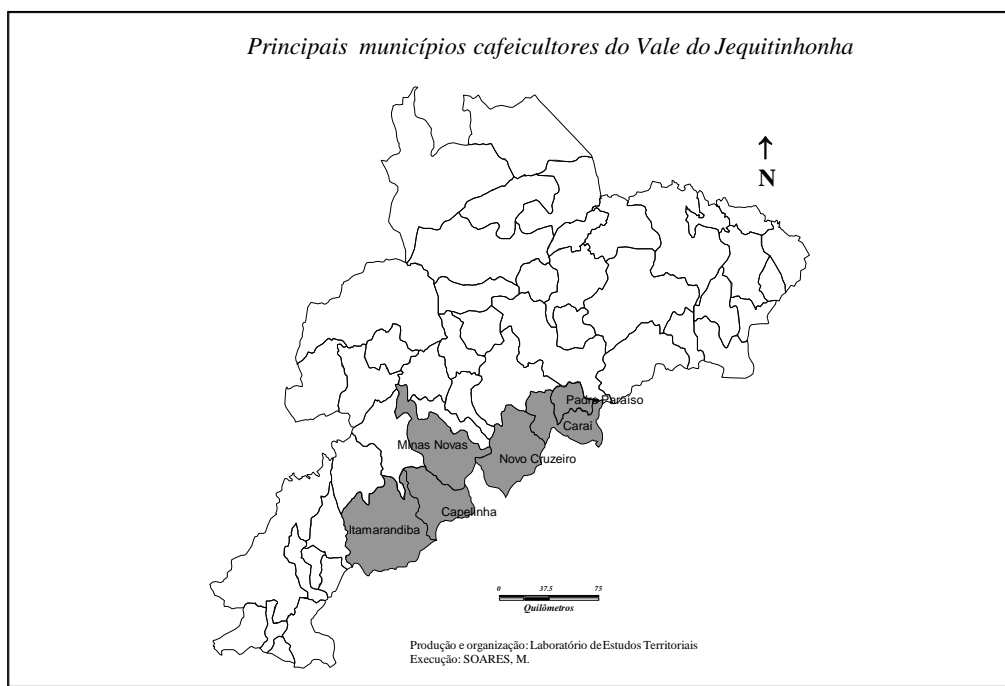 Principais municípios cafeicultores do Vale do Jequitinhonha
↑
N
Padre Paraíso
Caraí
Minas Novas
Novo Cruzeiro
Capelinha
Itamarandiba
0 37.5 75
Quilômetros
Produção e organização: Laboratório de Estudos Territoriais
Execução: SOARES, M.